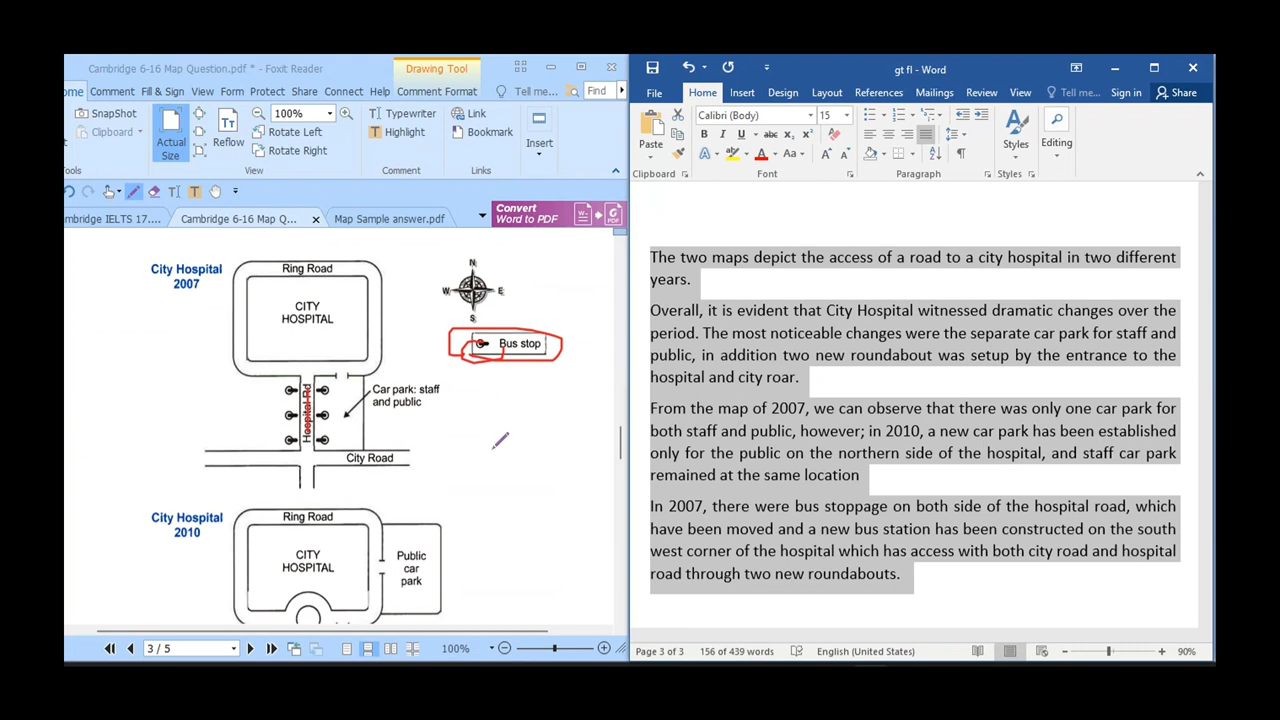 Cambridge 6-16 Map Question.pdf * - Foxit Reader
Drawing Tool
ome
Comment
Fill & Sign
View
Form
Protect
Share
Connect
Help
Comment Format
Tell me...
Find
SnapShot
Clipboard
ools
Actual
Size
Reflow
100%
Rotate Left
Rotate Right
View
Typewriter
Highlight
Comment
Link
Bookmark
Links
Insert
mbridge IELTS 17....
Cambridge 6-16 Map Q...
Map Sample answer.pdf
Convert
Word to PDF
City Hospital
2007
Ring Road
CITY
HOSPITAL
N
W
E
S
Bus stop
Hospital Rd
Car park: staff
and public
City Road
City Hospital
2010
Ring Road
CITY
HOSPITAL
Public
car
park
3 / 5
100%
gt fl - Word
File
Home
Insert
Design
Layout
References
Mailings
Review
View
Tell me...
Sign in
Share
Paste
Clipboard
Calibri (Body)
15
B I U abc x₂ x²
A A Aa A A
Font
Paragraph
Styles
Styles
Editing
The two maps depict the access of a road to a city hospital in two different
years.
Overall, it is evident that City Hospital witnessed dramatic changes over the
period. The most noticeable changes were the separate car park for staff and
public, in addition two new roundabout was setup by the entrance to the
hospital and city roar.
From the map of 2007, we can observe that there was only one car park for
both staff and public, however; in 2010, a new car park has been established
only for the public on the northern side of the hospital, and staff car park
remained at the same location
In 2007, there were bus stoppage on both side of the hospital road, which
have been moved and a new bus station has been constructed on the south
west corner of the hospital which has access with both city road and hospital
road through two new roundabouts.
Page 3 of 3
156 of 439 words
English (United States)
90%